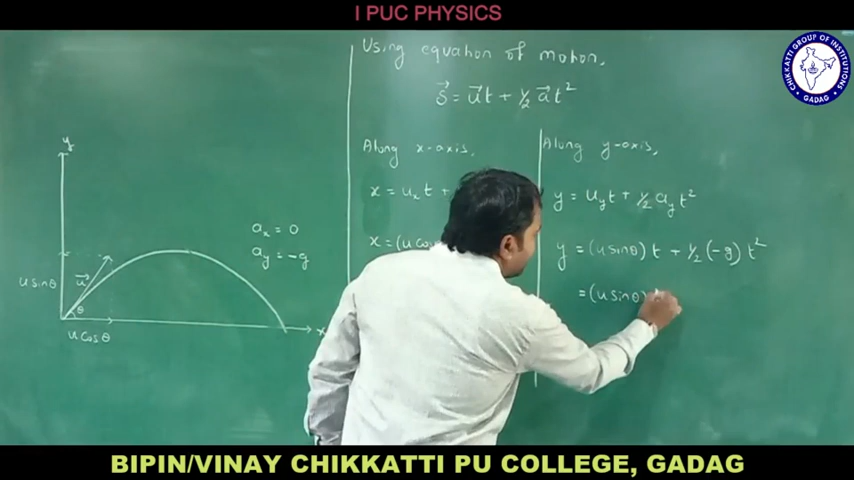 I PUC PHYSICS
CHIKKATTI GROUP OF INSTITUTIONS
GADAG
Using equation of motion,
s⃗ = u⃗t + ½ a⃗ t²
Along x-axis,
x = uₓt +
x = (u cos
Along y-axis,
y = u_y t + ½ a_y t²
y = (u sinθ) t + ½ (-g) t²
= (u sinθ)
y
aₓ = 0
a_y = -g
u sinθ
u⃗
θ
x
u cosθ
BIPIN/VINAY CHIKKATTI PU COLLEGE, GADAG